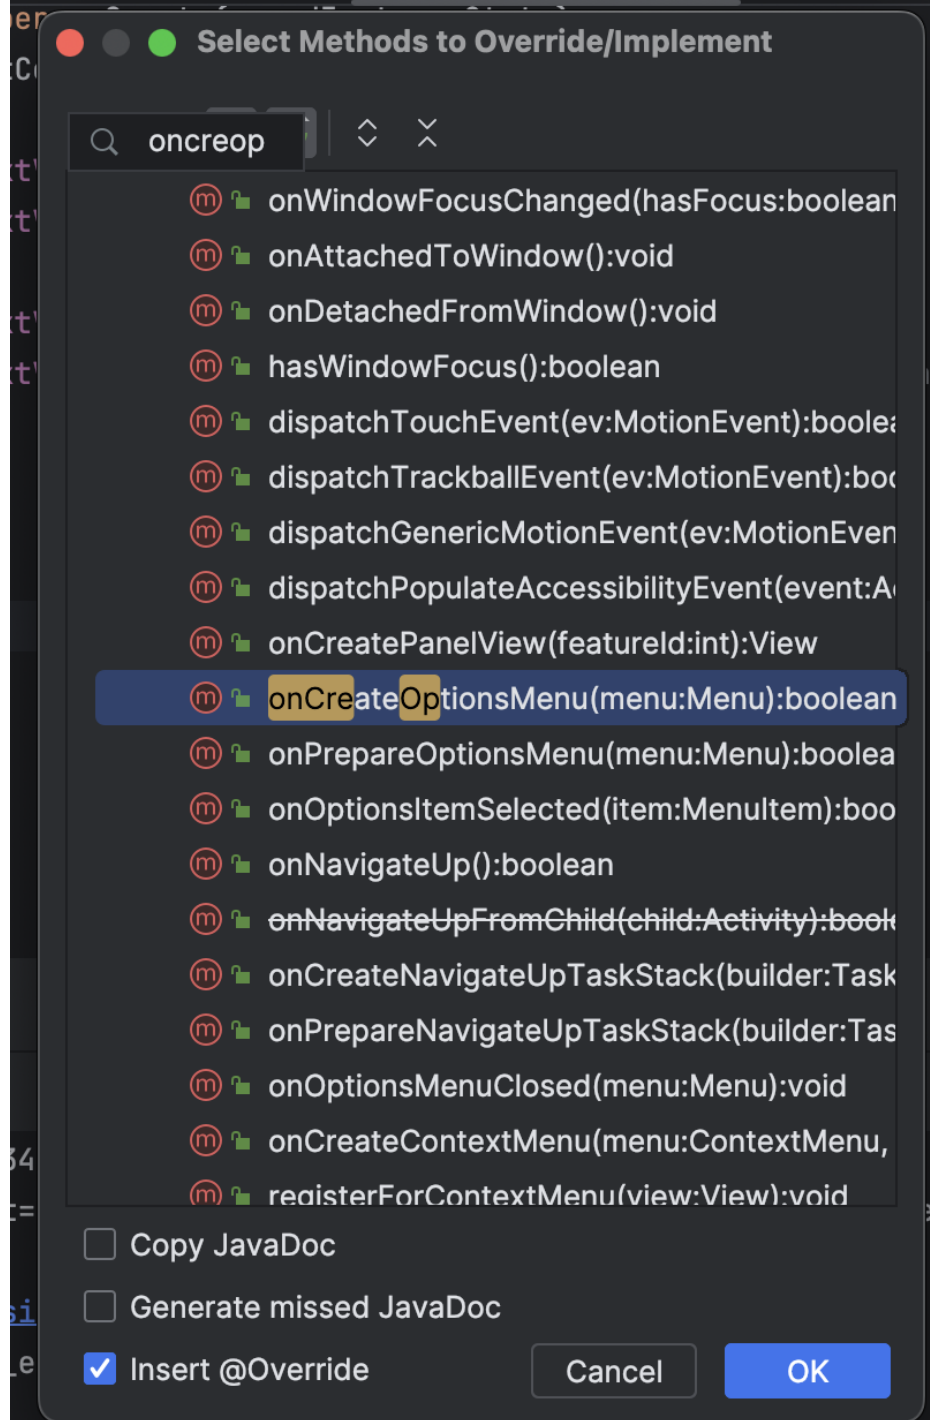 Select Methods to Override/Implement
oncreop
onWindowFocusChanged(hasFocus:boolean
onAttachedToWindow():void
onDetachedFromWindow():void
hasWindowFocus():boolean
dispatchTouchEvent(ev:MotionEvent):boolea
dispatchTrackballEvent(ev:MotionEvent):boo
dispatchGenericMotionEvent(ev:MotionEven
dispatchPopulateAccessibilityEvent(event:A
onCreatePanelView(featureId:int):View
onCreateOptionsMenu(menu:Menu):boolean
onPrepareOptionsMenu(menu:Menu):boolea
onOptionsItemSelected(item:MenuItem):boo
onNavigateUp():boolean
onNavigateUpFromChild(child:Activity):boole
onCreateNavigateUpTaskStack(builder:Task
onPrepareNavigateUpTaskStack(builder:Tas
onOptionsMenuClosed(menu:Menu):void
onCreateContextMenu(menu:ContextMenu,
registerForContextMenu(view:View):void
Copy JavaDoc
Generate missed JavaDoc
Insert @Override
Cancel
OK